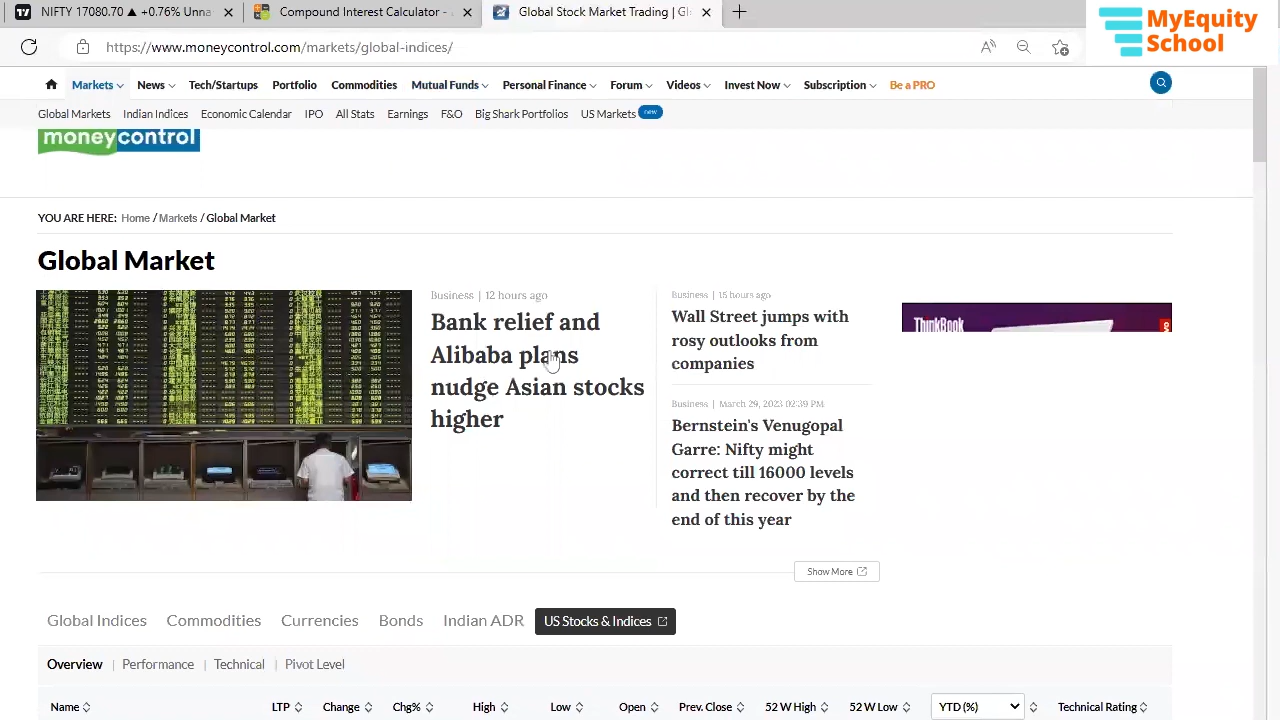 NIFTY 17080.70 ▲ +0.76% Unna
Compound Interest Calculator -
Global Stock Market Trading | Gl
MyEquity
School
https://www.moneycontrol.com/markets/global-indices/
Markets News Tech/Startups Portfolio Commodities Mutual Funds Personal Finance Forum Videos Invest Now Subscription Be a PRO
Global Markets Indian Indices Economic Calendar IPO All Stats Earnings F&O Big Shark Portfolios US Markets new
moneycontrol
YOU ARE HERE: Home / Markets / Global Market
Global Market
Business | 12 hours ago
Bank relief and
Alibaba plans
nudge Asian stocks
higher
Business | 15 hours ago
Wall Street jumps with
rosy outlooks from
companies
Business | March 29, 2023 02:39 PM
Bernstein's Venugopal
Garre: Nifty might
correct till 16000 levels
and then recover by the
end of this year
ThinkBook
Show More
Global Indices Commodities Currencies Bonds Indian ADR US Stocks & Indices
Overview | Performance | Technical | Pivot Level
Name LTP Change Chg% High Low Open Prev. Close 52 W High 52 W Low YTD (%) Technical Rating